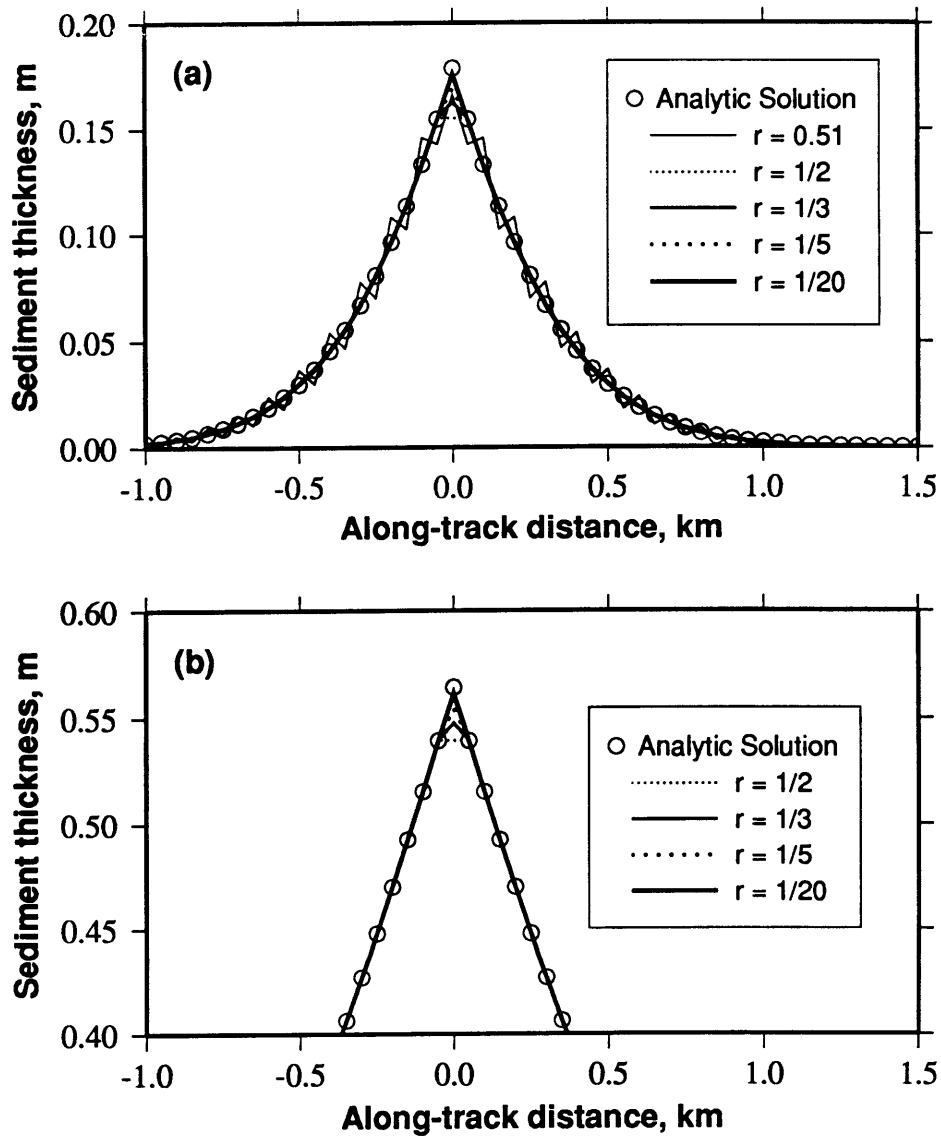 0.20
(a)
Analytic Solution
r = 0.51
r = 1/2
r = 1/3
r = 1/5
r = 1/20
0.15
0.10
0.05
0.00
Sediment thickness, m
-1.0 -0.5 0.0 0.5 1.0 1.5
Along-track distance, km
0.60
(b)
Analytic Solution
r = 1/2
r = 1/3
r = 1/5
r = 1/20
0.55
0.50
0.45
0.40
Sediment thickness, m
-1.0 -0.5 0.0 0.5 1.0 1.5
Along-track distance, km